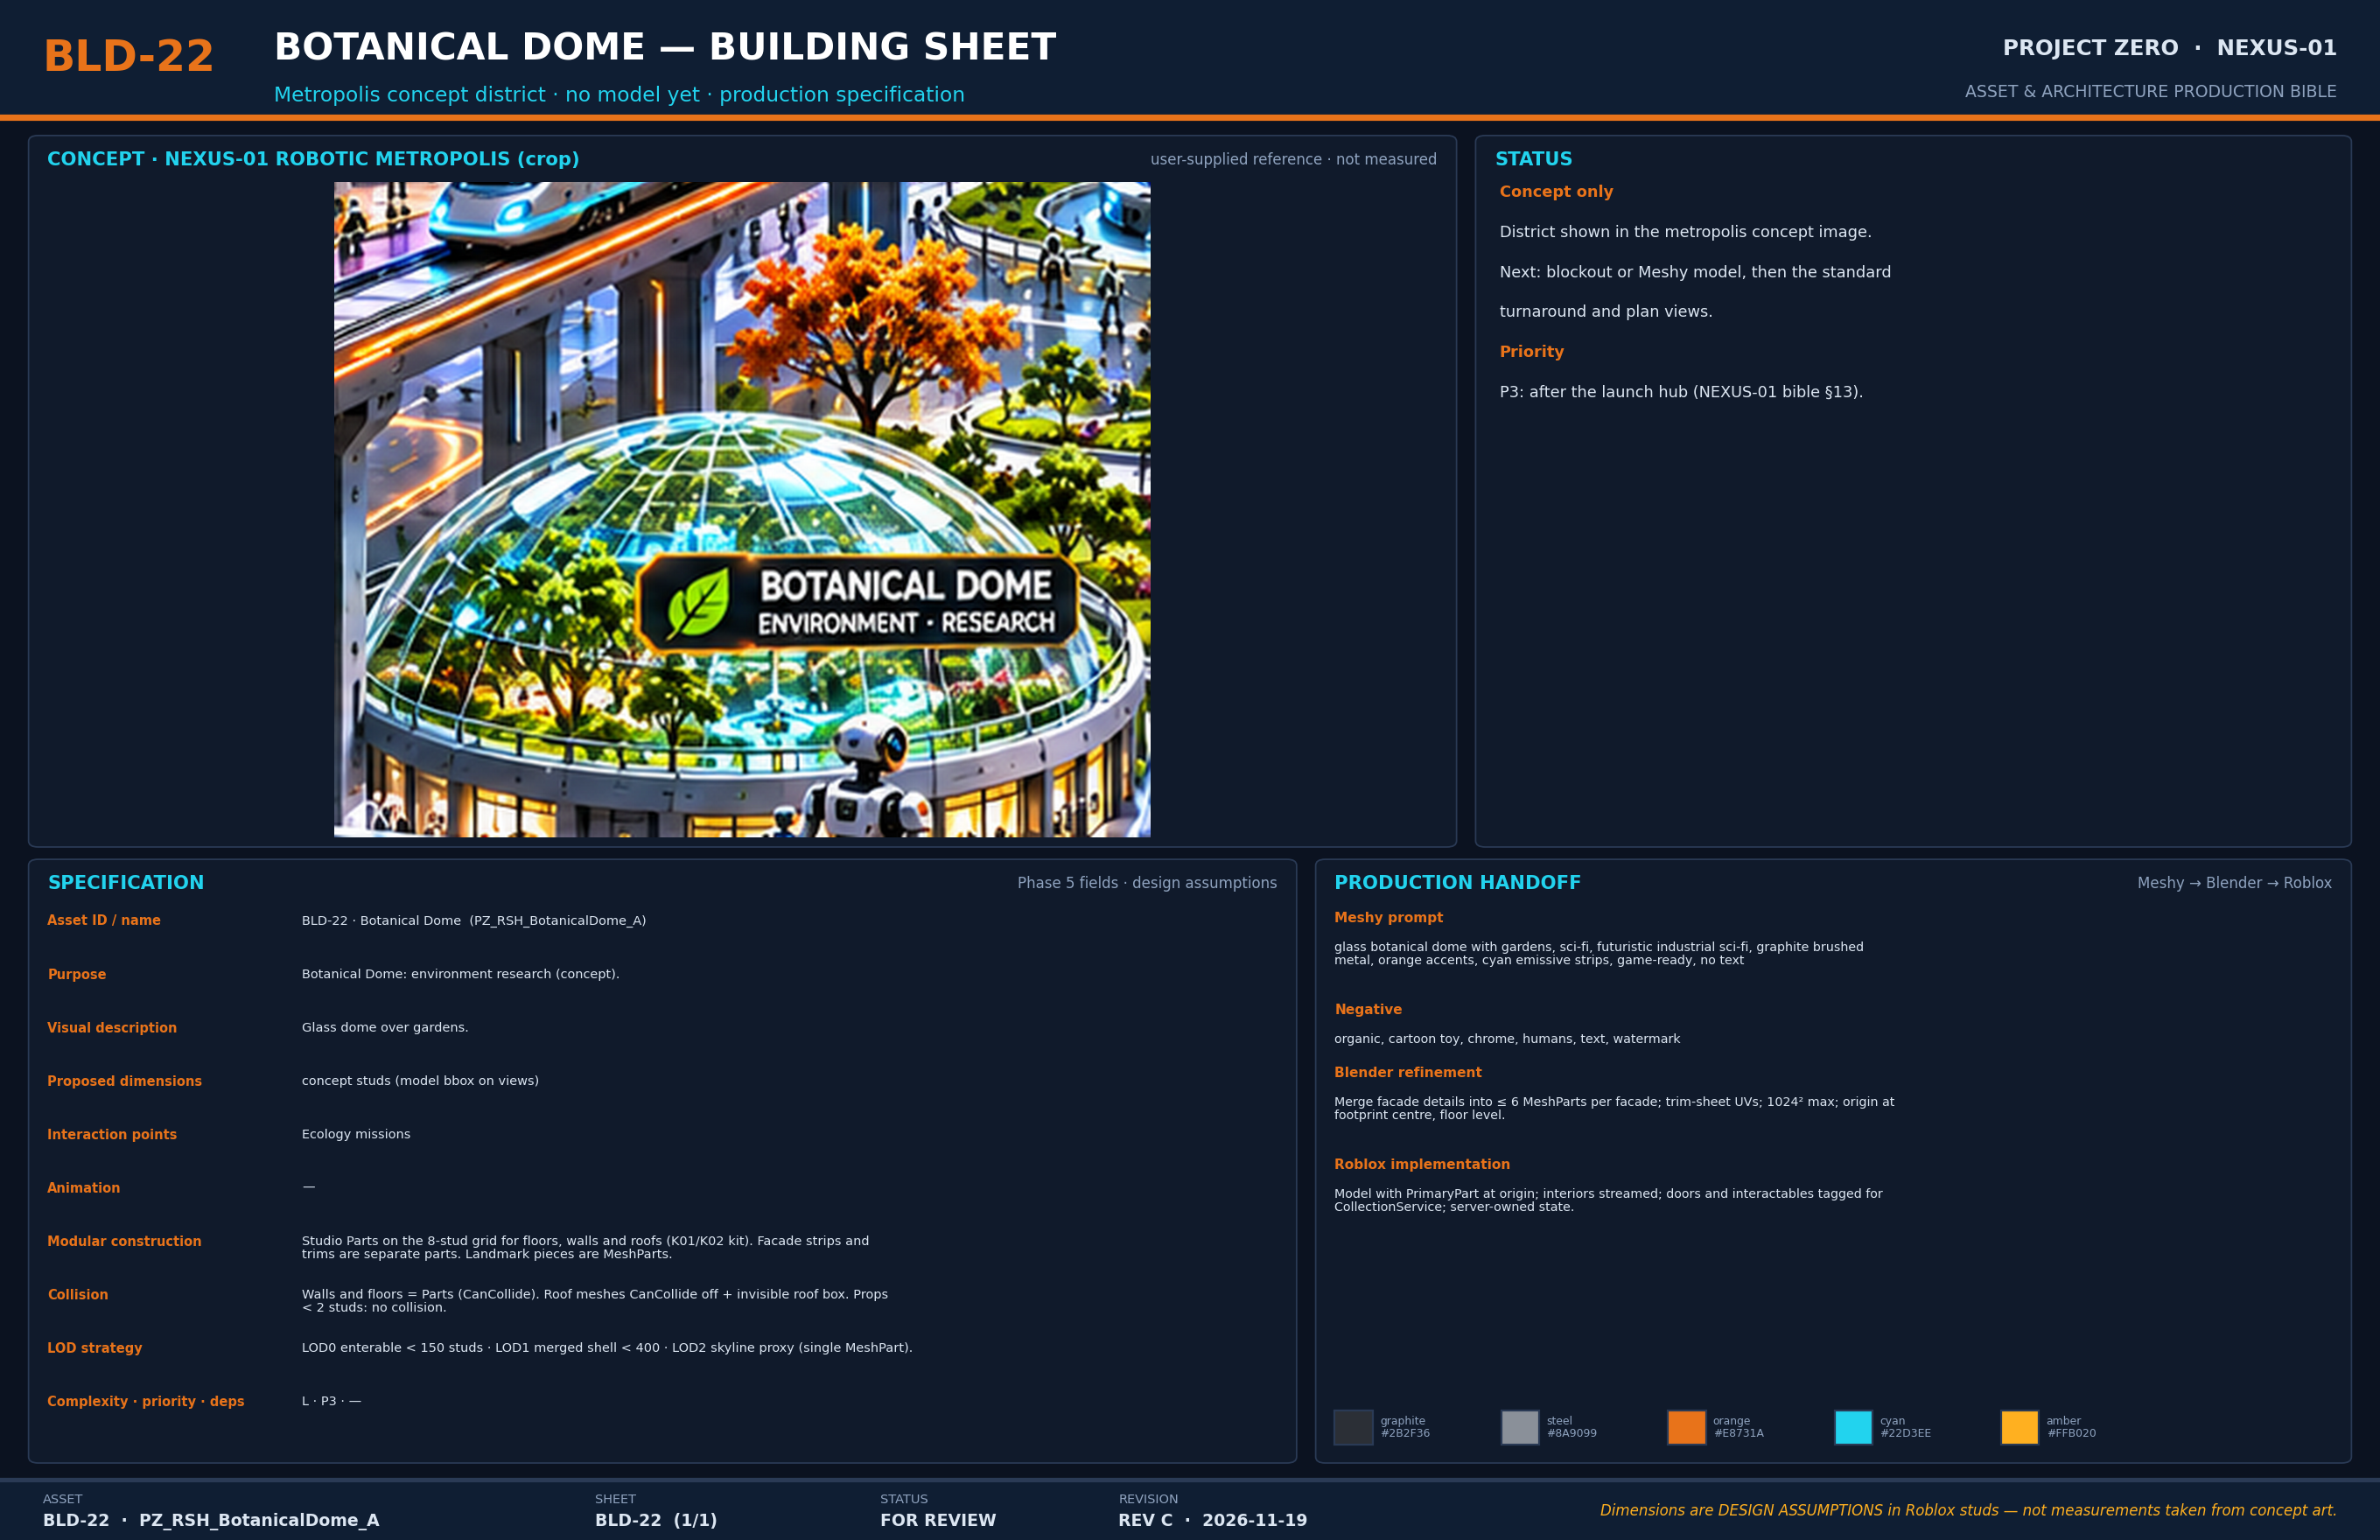 BLD-22
BOTANICAL DOME — BUILDING SHEET
Metropolis concept district · no model yet · production specification
PROJECT ZERO · NEXUS-01
ASSET & ARCHITECTURE PRODUCTION BIBLE
CONCEPT · NEXUS-01 ROBOTIC METROPOLIS (crop)
user-supplied reference · not measured
BOTANICAL DOME
ENVIRONMENT · RESEARCH
STATUS
Concept only
District shown in the metropolis concept image.
Next: blockout or Meshy model, then the standard
turnaround and plan views.
Priority
P3: after the launch hub (NEXUS-01 bible §13).
SPECIFICATION
Phase 5 fields · design assumptions
Asset ID / name
BLD-22 · Botanical Dome (PZ_RSH_BotanicalDome_A)
Purpose
Botanical Dome: environment research (concept).
Visual description
Glass dome over gardens.
Proposed dimensions
concept studs (model bbox on views)
Interaction points
Ecology missions
Animation
—
Modular construction
Studio Parts on the 8-stud grid for floors, walls and roofs (K01/K02 kit). Facade strips and
trims are separate parts. Landmark pieces are MeshParts.
Collision
Walls and floors = Parts (CanCollide). Roof meshes CanCollide off + invisible roof box. Props
< 2 studs: no collision.
LOD strategy
LOD0 enterable < 150 studs · LOD1 merged shell < 400 · LOD2 skyline proxy (single MeshPart).
Complexity · priority · deps
L · P3 · —
PRODUCTION HANDOFF
Meshy → Blender → Roblox
Meshy prompt
glass botanical dome with gardens, sci-fi, futuristic industrial sci-fi, graphite brushed
metal, orange accents, cyan emissive strips, game-ready, no text
Negative
organic, cartoon toy, chrome, humans, text, watermark
Blender refinement
Merge facade details into ≤ 6 MeshParts per facade; trim-sheet UVs; 1024² max; origin at
footprint centre, floor level.
Roblox implementation
Model with PrimaryPart at origin; interiors streamed; doors and interactables tagged for
CollectionService; server-owned state.
graphite
#2B2F36
steel
#8A9099
orange
#E8731A
cyan
#22D3EE
amber
#FFB020
ASSET
BLD-22 · PZ_RSH_BotanicalDome_A
SHEET
BLD-22 (1/1)
STATUS
FOR REVIEW
REVISION
REV C · 2026-11-19
Dimensions are DESIGN ASSUMPTIONS in Roblox studs — not measurements taken from concept art.